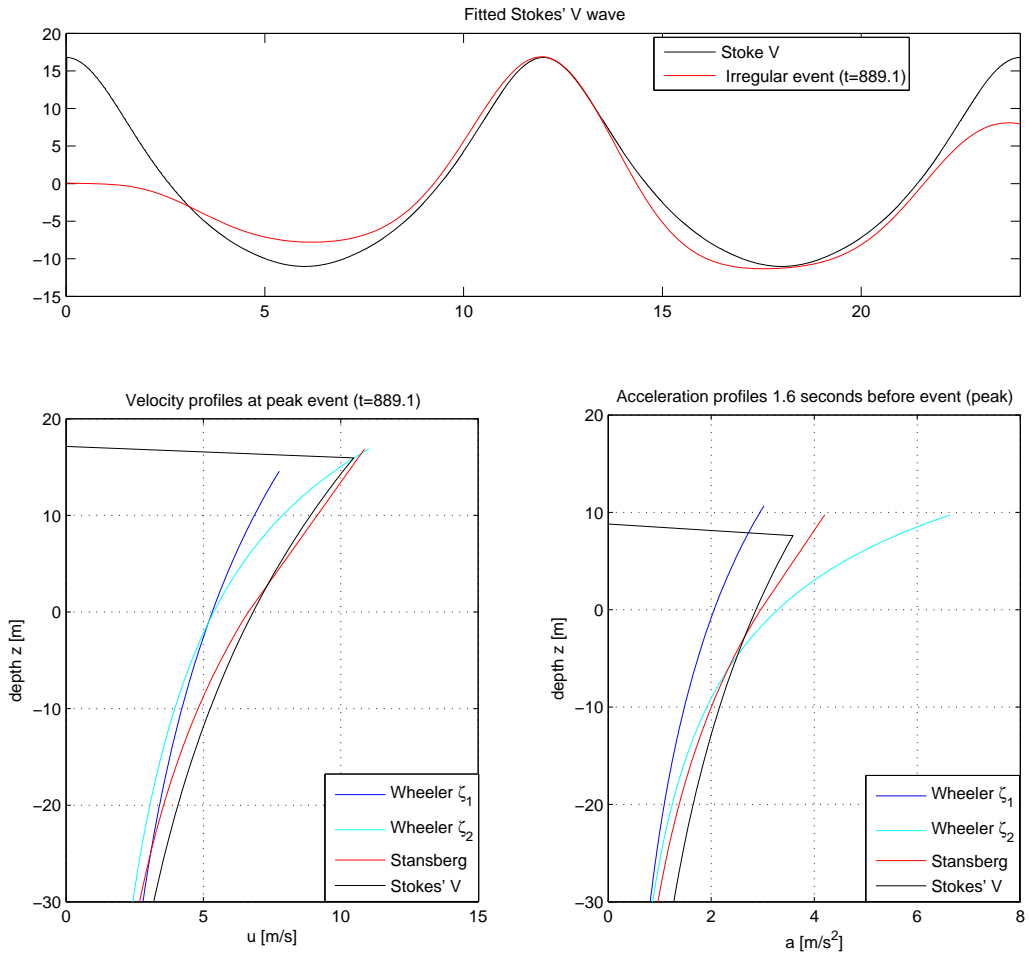 Fitted Stokes' V wave
20
15
10
5
0
−5
−10
−15
0
5
10
15
20
Stoke V
Irregular event (t=889.1)
Velocity profiles at peak event (t=889.1)
20
10
0
−10
−20
−30
depth z [m]
0
5
10
15
u [m/s]
Wheeler ζ1
Wheeler ζ2
Stansberg
Stokes' V
Acceleration profiles 1.6 seconds before event (peak)
20
10
0
−10
−20
−30
depth z [m]
0
2
4
6
8
a [m/s²]
Wheeler ζ1
Wheeler ζ2
Stansberg
Stokes' V